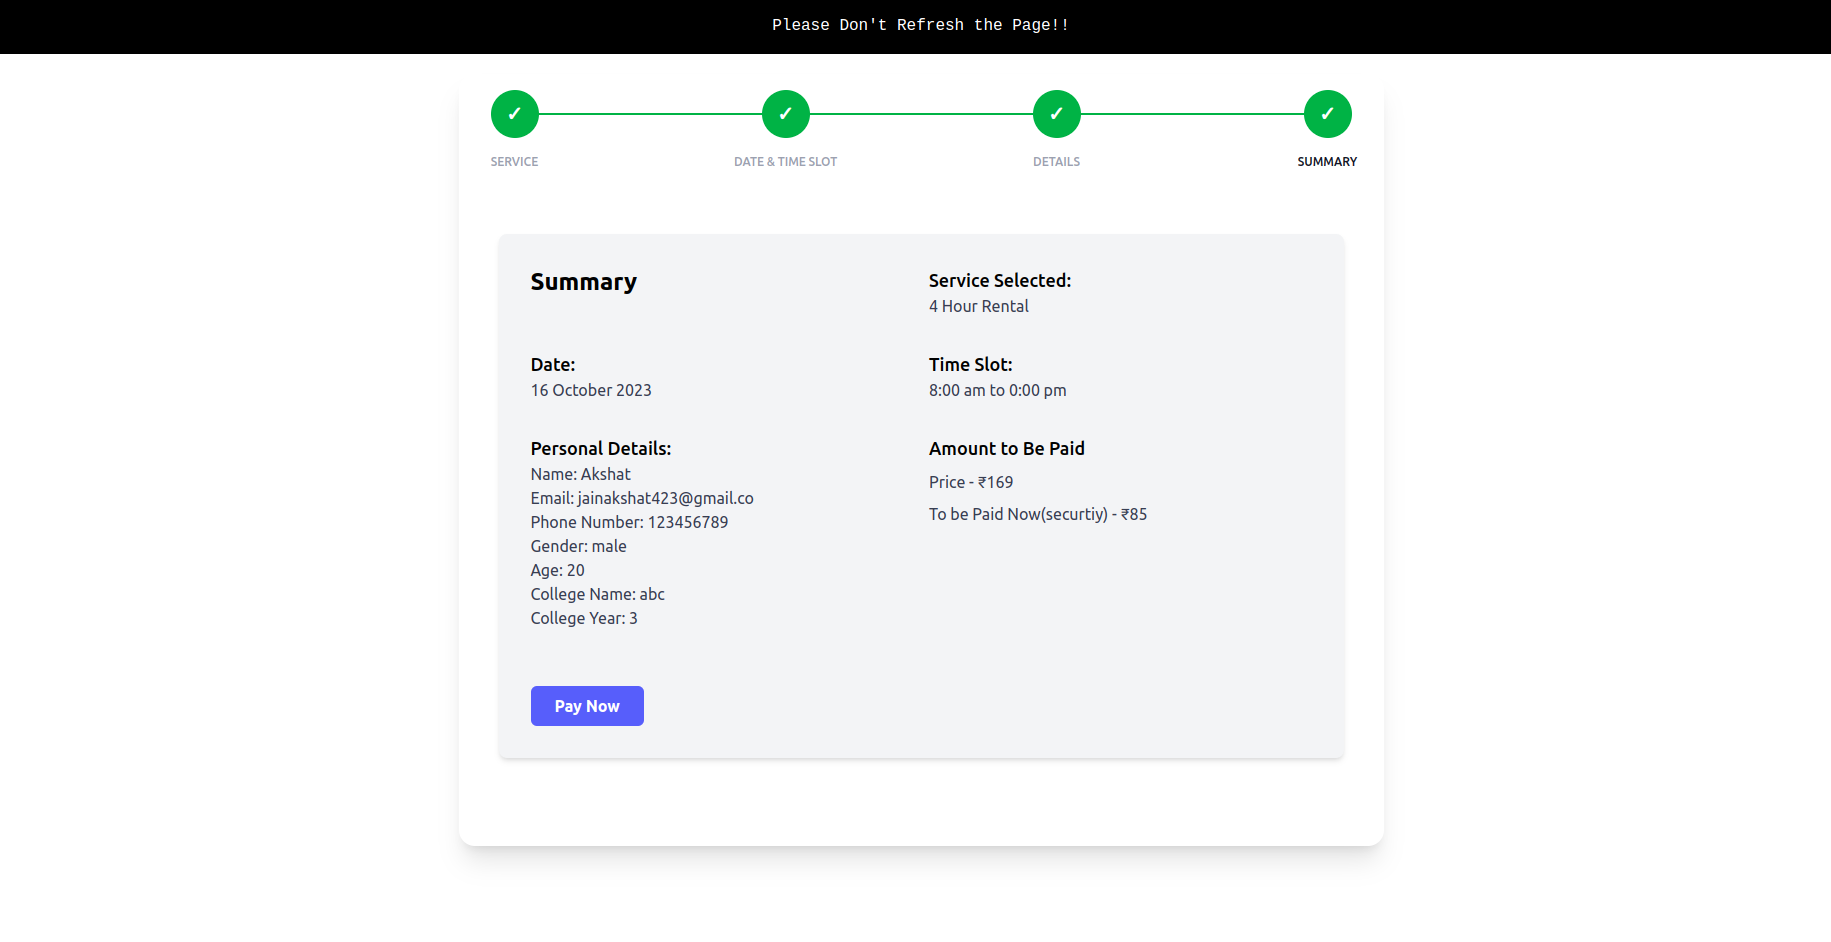 Please Don't Refresh the Page!!
✓ ✓ ✓ ✓
SERVICE DATE & TIME SLOT DETAILS SUMMARY
Summary
Service Selected:
4 Hour Rental
Date:
16 October 2023
Time Slot:
8:00 am to 0:00 pm
Personal Details:
Name: Akshat
Email: jainakshat423@gmail.co
Phone Number: 123456789
Gender: male
Age: 20
College Name: abc
College Year: 3
Amount to Be Paid
Price - ₹169
To be Paid Now(securtiy) - ₹85
Pay Now